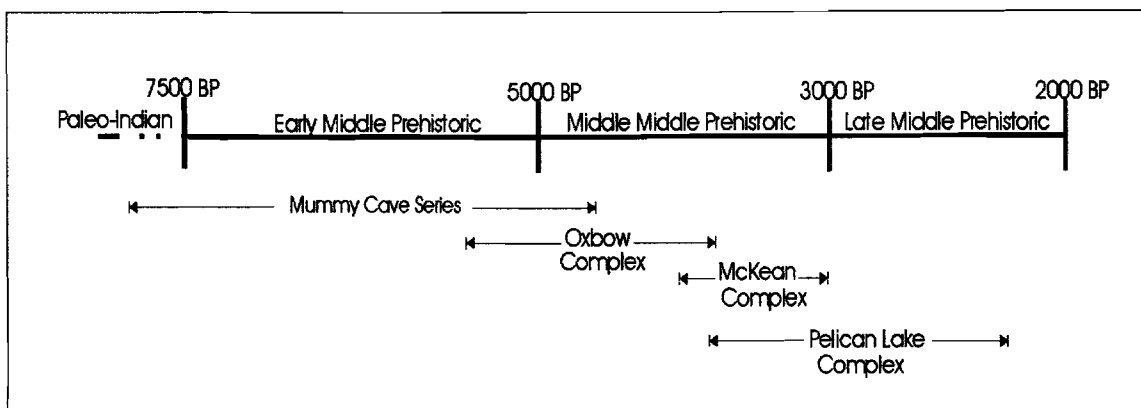 7500 BP 5000 BP 3000 BP 2000 BP
Paleo-Indian Early Middle Prehistoric Middle Middle Prehistoric Late Middle Prehistoric
Mummy Cave Series
Oxbow
Complex
McKean
Complex
Pelican Lake
Complex